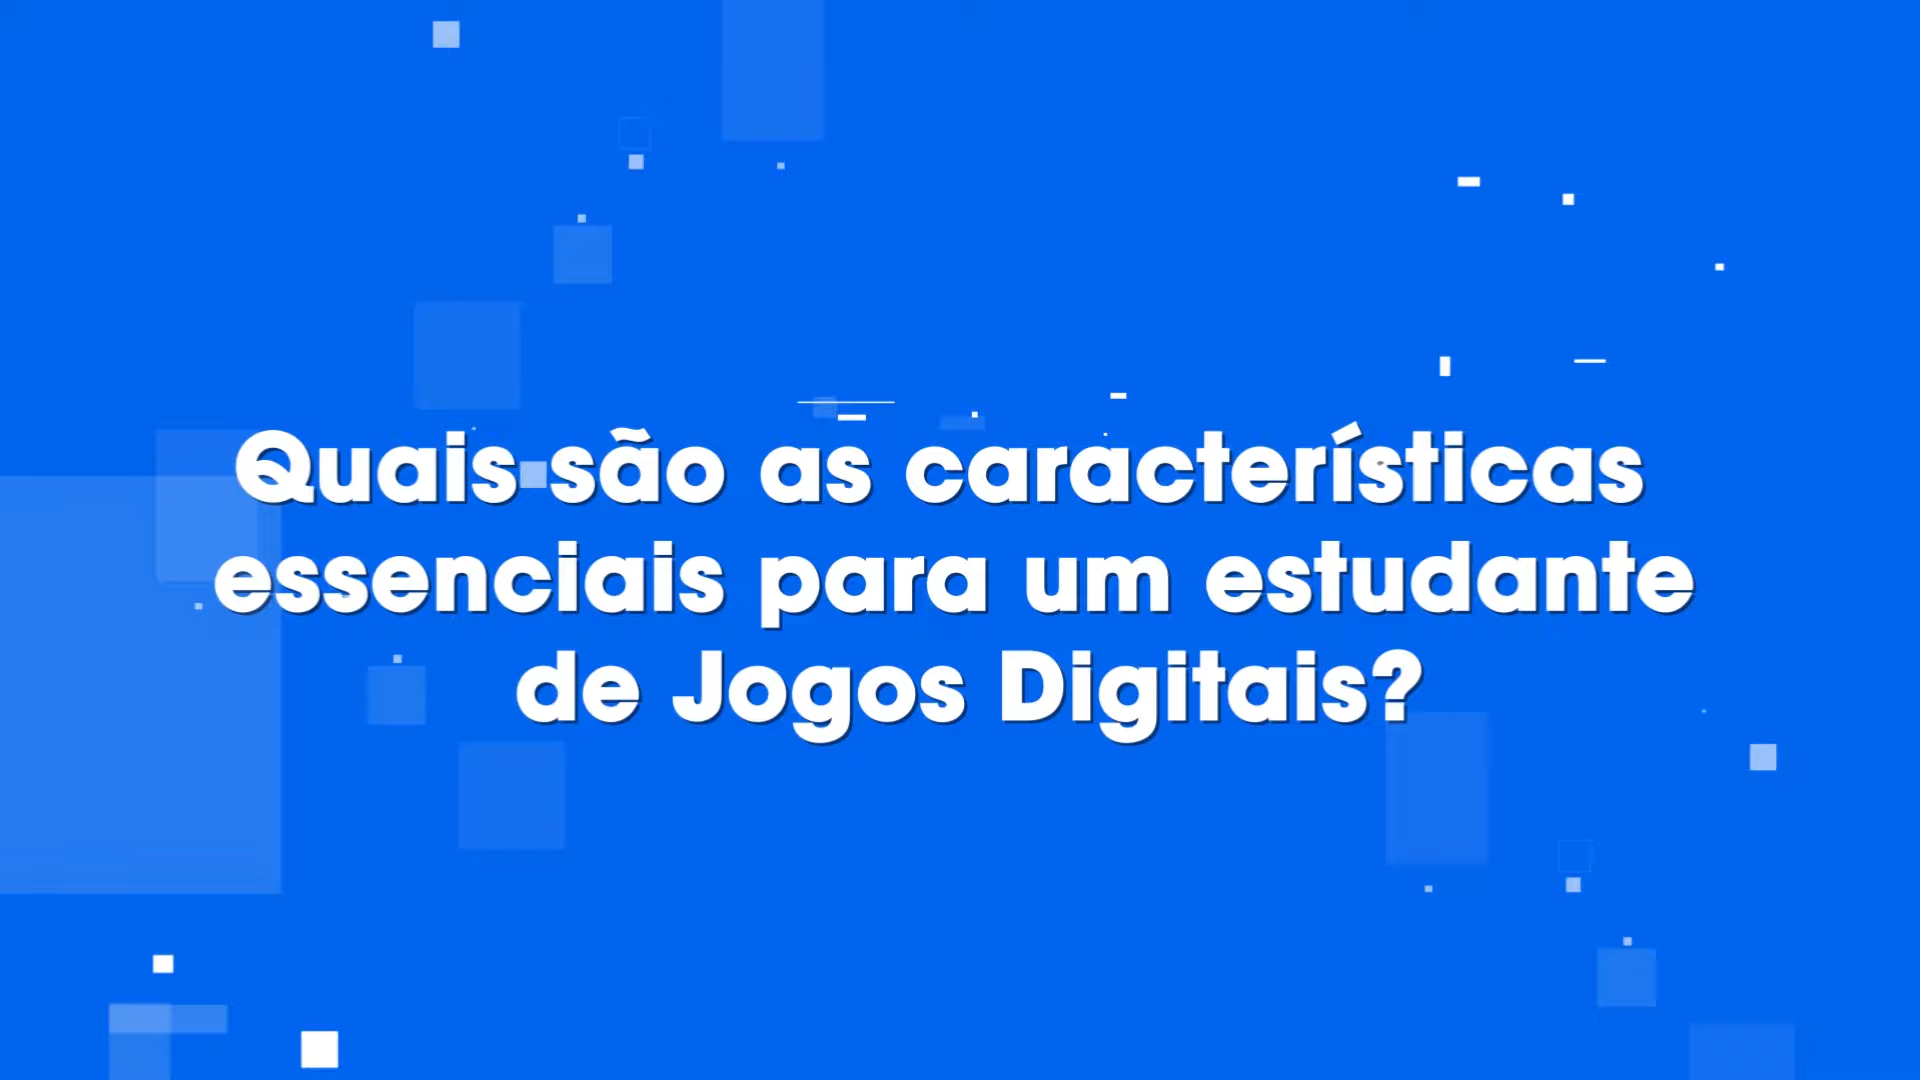 Quais são as características
essenciais para um estudante
de Jogos Digitais?